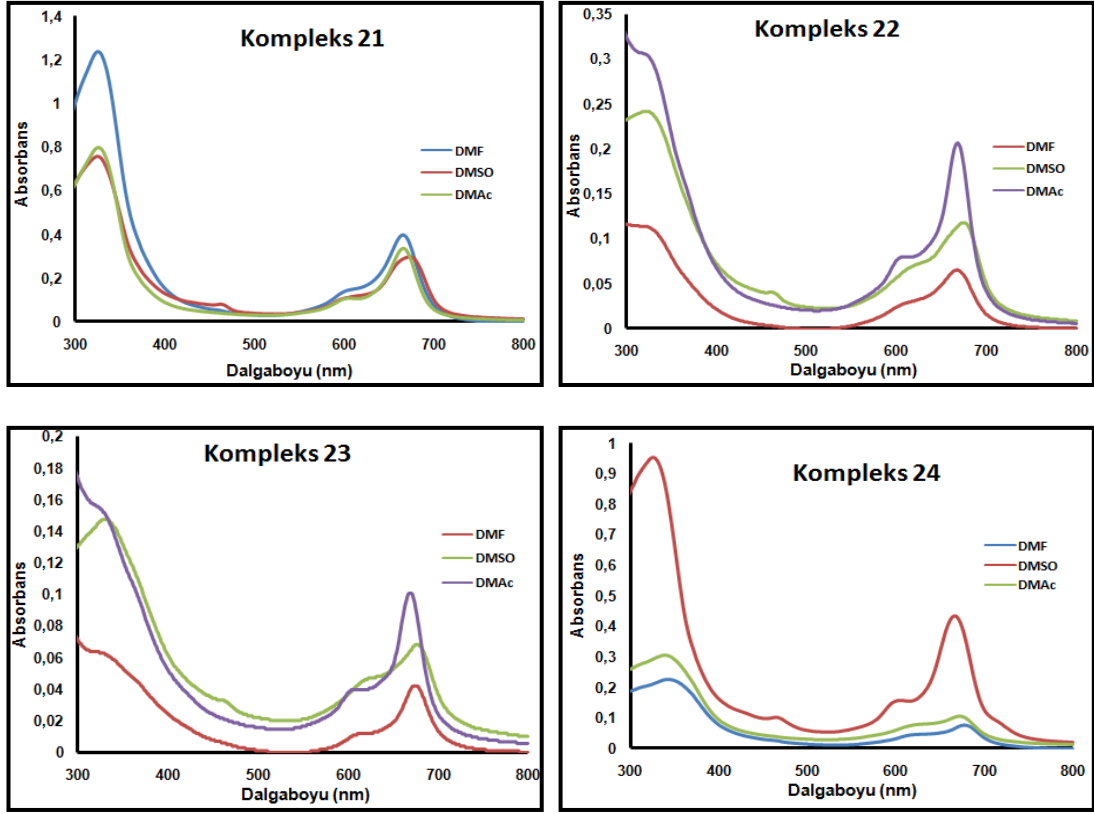 Kompleks 21
1,4
1,2
1
0,8
0,6
0,4
0,2
0
Absorbans
DMF
DMSO
DMAc
300 400 500 600 700 800
Dalgaboyu (nm)
Kompleks 22
0,35
0,3
0,25
0,2
0,15
0,1
0,05
0
Absorbans
DMF
DMSO
DMAc
300 400 500 600 700 800
Dalgaboyu (nm)
Kompleks 23
0,2
0,18
0,16
0,14
0,12
0,1
0,08
0,06
0,04
0,02
0
Absorbans
DMF
DMSO
DMAc
300 400 500 600 700 800
Dalgaboyu (nm)
Kompleks 24
1
0,9
0,8
0,7
0,6
0,5
0,4
0,3
0,2
0,1
0
Absorbans
DMF
DMSO
DMAc
300 400 500 600 700 800
Dalgaboyu (nm)